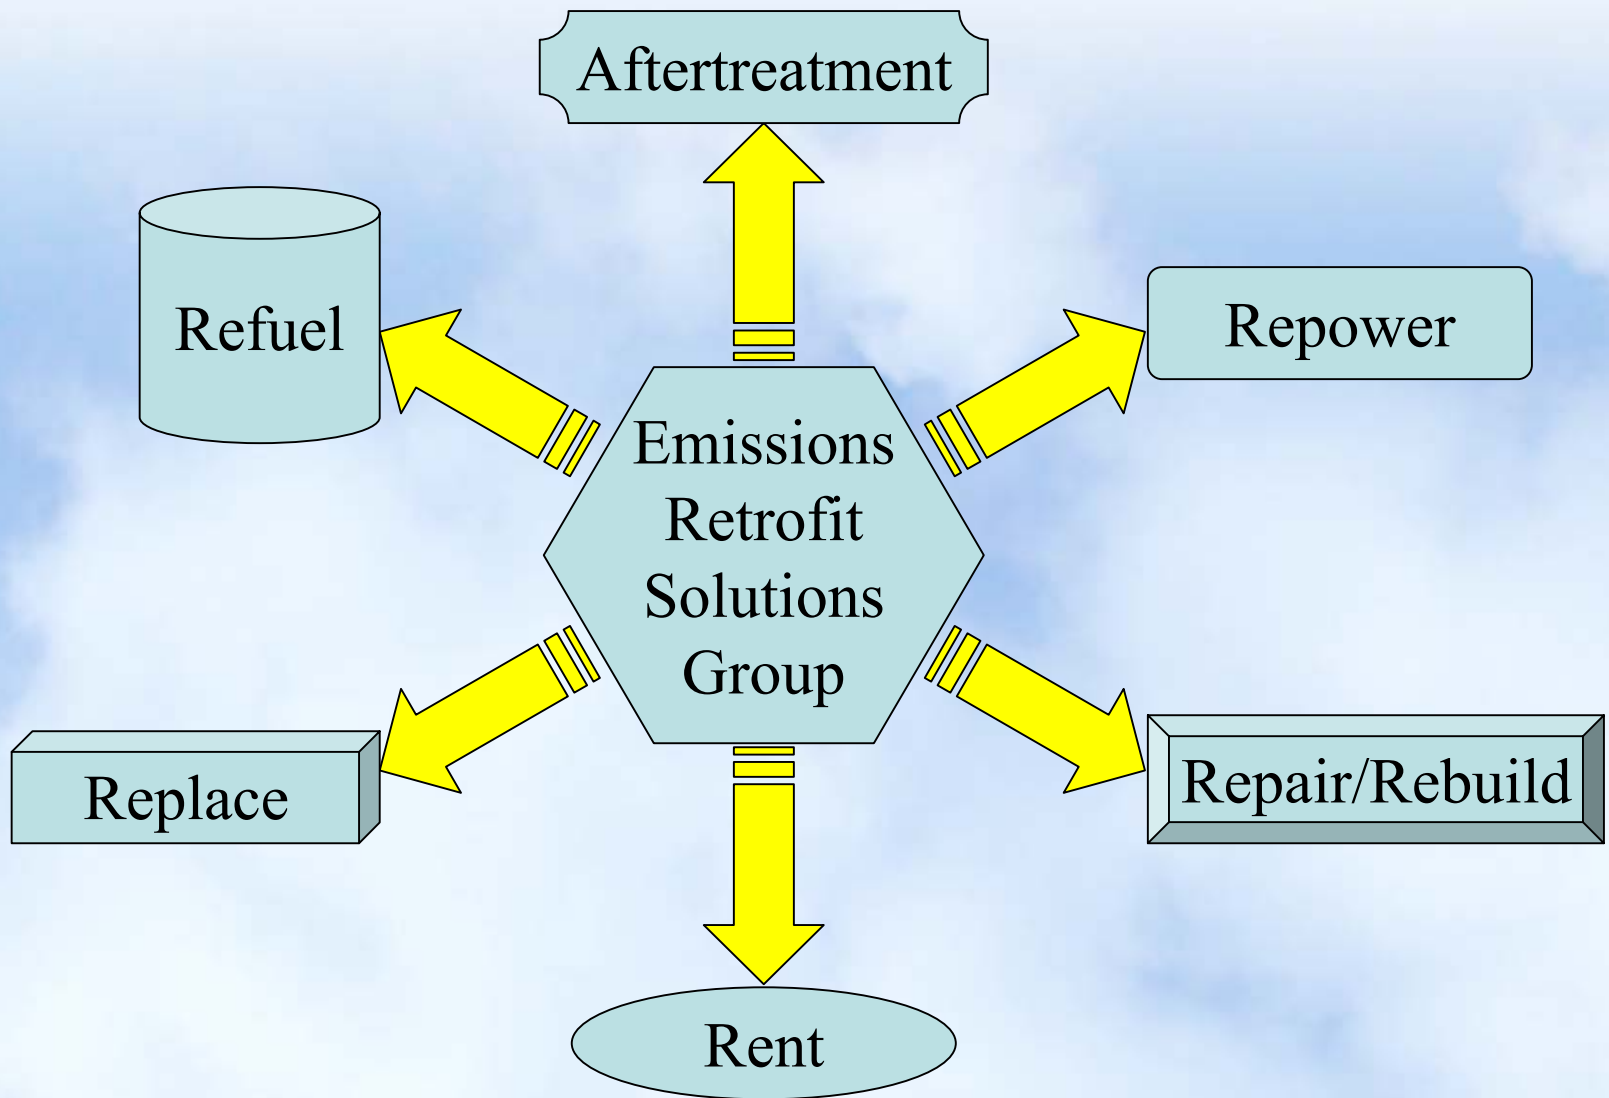 Aftertreatment
Refuel
Repower
Emissions
Retrofit
Solutions
Group
Replace
Repair/Rebuild
Rent